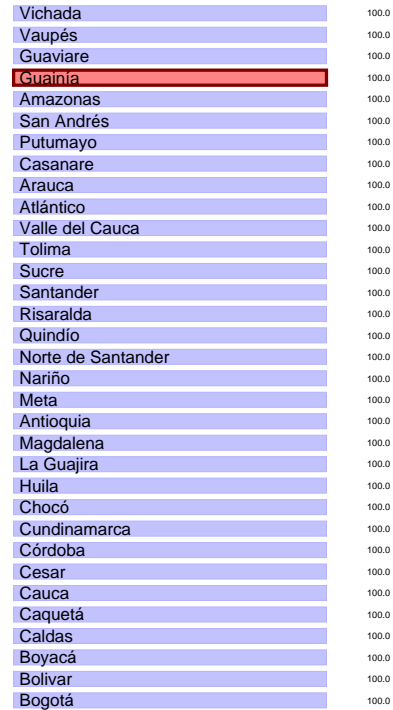 Vichada 100.0
Vaupés 100.0
Guaviare 100.0
Guainía 100.0
Amazonas 100.0
San Andrés 100.0
Putumayo 100.0
Casanare 100.0
Arauca 100.0
Atlántico 100.0
Valle del Cauca 100.0
Tolima 100.0
Sucre 100.0
Santander 100.0
Risaralda 100.0
Quindío 100.0
Norte de Santander 100.0
Nariño 100.0
Meta 100.0
Antioquia 100.0
Magdalena 100.0
La Guajira 100.0
Huila 100.0
Chocó 100.0
Cundinamarca 100.0
Córdoba 100.0
Cesar 100.0
Cauca 100.0
Caquetá 100.0
Caldas 100.0
Boyacá 100.0
Bolivar 100.0
Bogotá 100.0